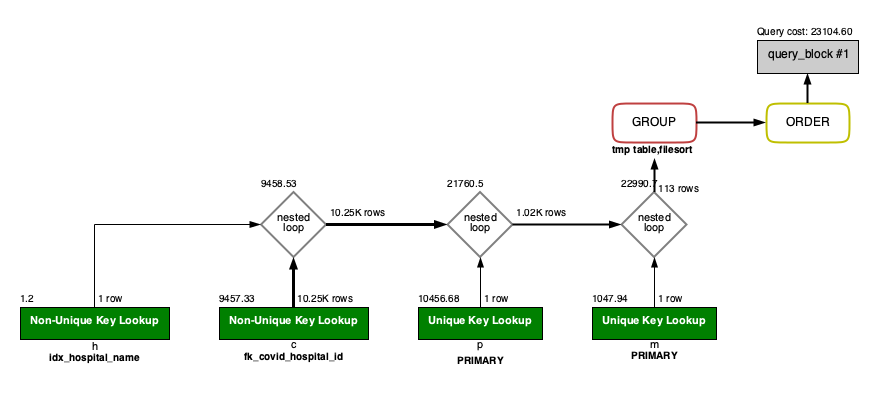 Query cost: 23104.60
query_block #1
GROUP
ORDER
tmp table,filesort
9458.53
21760.5
22990.7
113 rows
nested
loop
10.25K rows
nested
loop
1.02K rows
nested
loop
1.2
1 row
9457.33
10.25K rows
10456.68
1 row
1047.94
1 row
Non-Unique Key Lookup
Non-Unique Key Lookup
Unique Key Lookup
Unique Key Lookup
h
c
p
m
idx_hospital_name
fk_covid_hospital_id
PRIMARY
PRIMARY